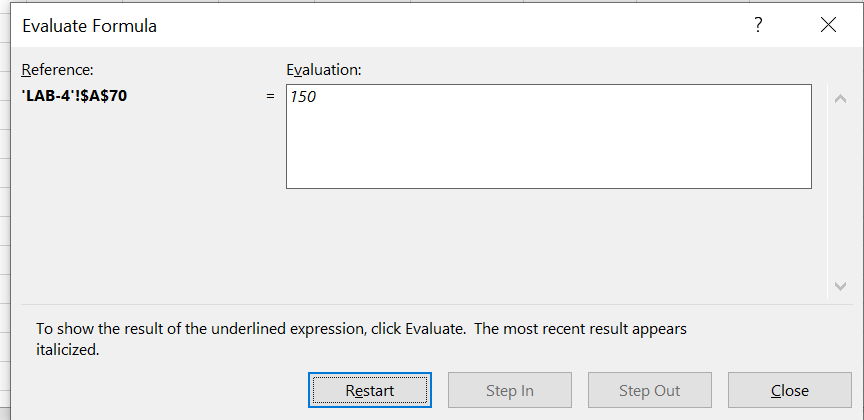 Evaluate Formula
?
Reference:
Evaluation:
'LAB-4'!$A$70
=
150
To show the result of the underlined expression, click Evaluate.  The most recent result appears
italicized.
Restart
Step In
Step Out
Close